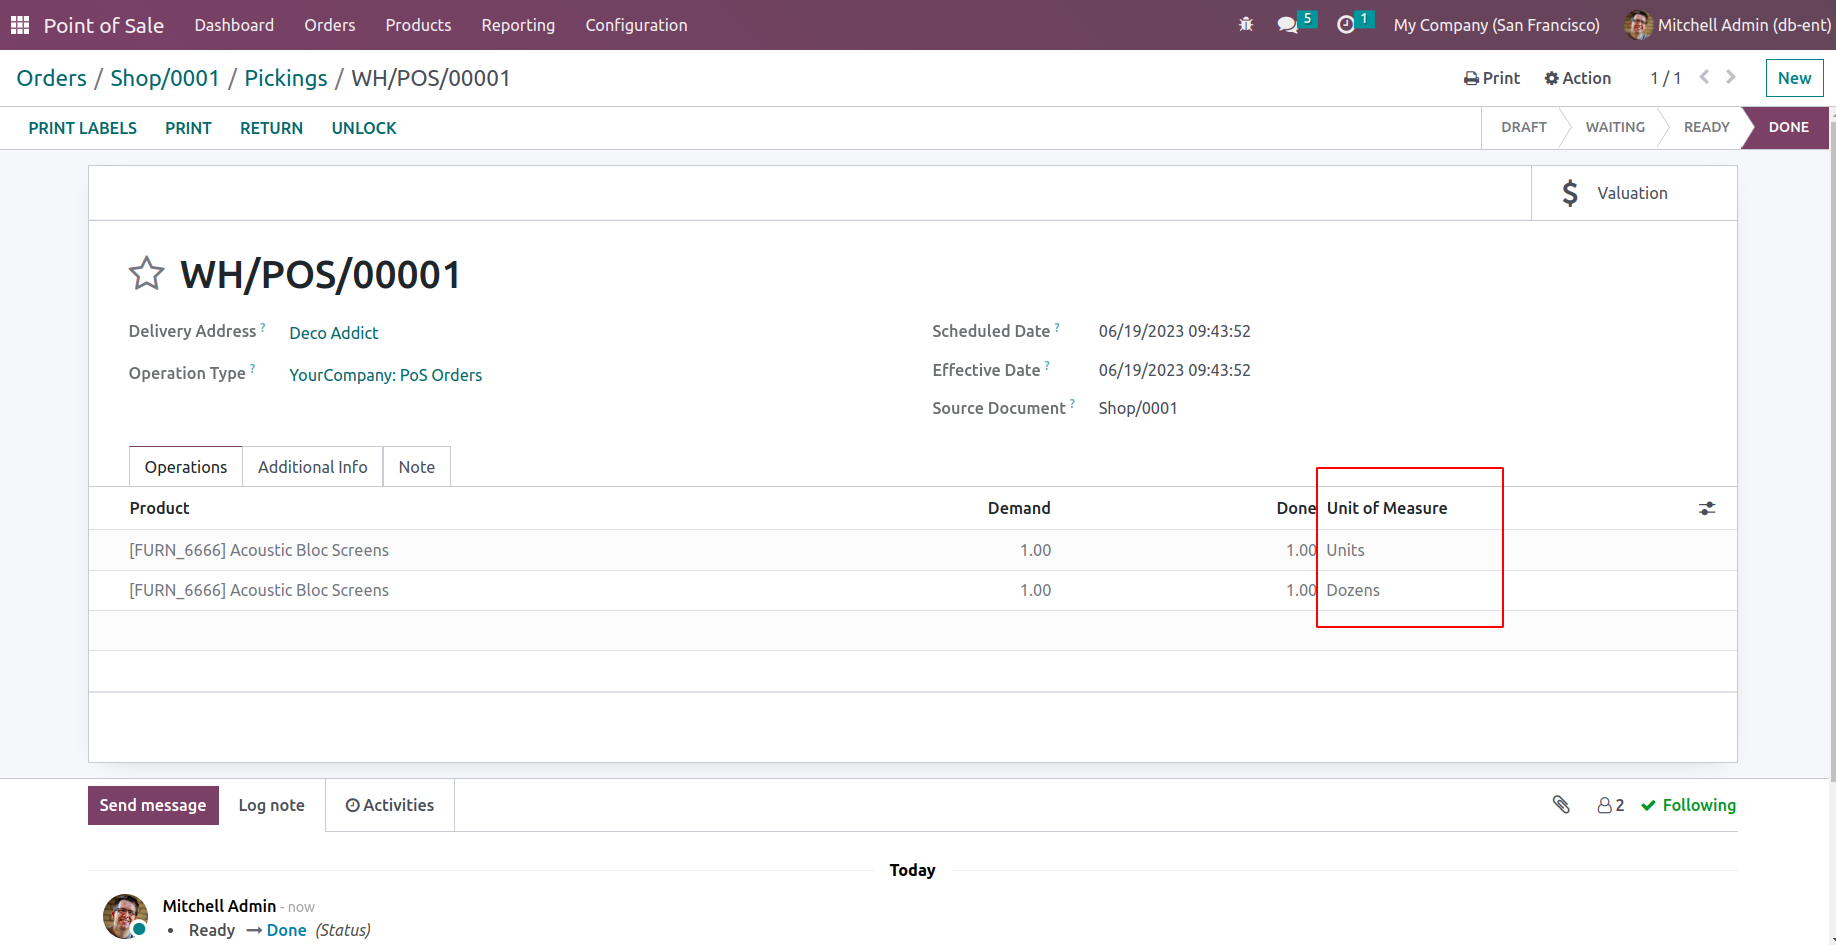 Point of Sale Dashboard Orders Products Reporting Configuration 5 1 My Company (San Francisco) Mitchell Admin (db-ent)
Orders / Shop/0001 / Pickings / WH/POS/00001 Print Action 1 / 1 New
PRINT LABELS PRINT RETURN UNLOCK DRAFT WAITING READY DONE
$ Valuation
WH/POS/00001
Delivery Address ? Deco Addict Scheduled Date ? 06/19/2023 09:43:52
Operation Type ? YourCompany: PoS Orders Effective Date ? 06/19/2023 09:43:52
Source Document ? Shop/0001
Operations Additional Info Note
Product Demand Done Unit of Measure
[FURN_6666] Acoustic Bloc Screens 1.00 1.00 Units
[FURN_6666] Acoustic Bloc Screens 1.00 1.00 Dozens
Send message Log note Activities 2 Following
Today
Mitchell Admin - now
• Ready → Done (Status)